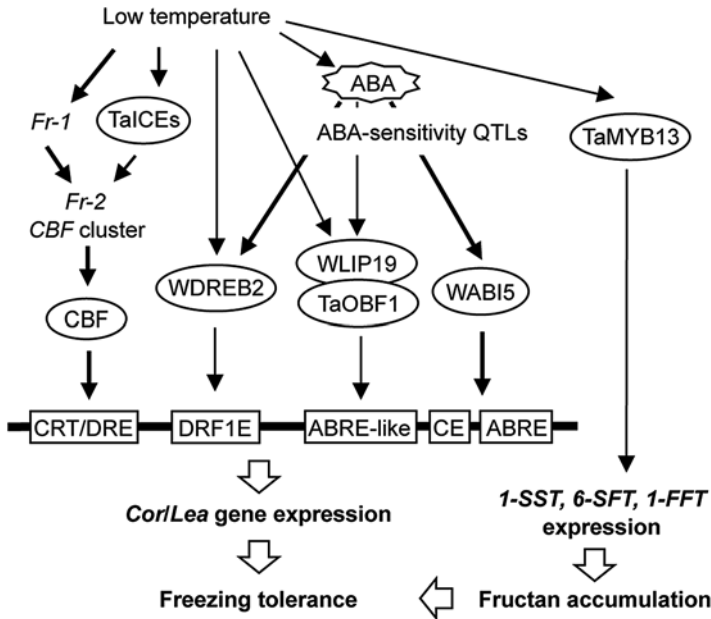 Low temperature
ABA
Fr-1
TaICEs
ABA-sensitivity QTLs
TaMYB13
Fr-2
CBF cluster
WLIP19
WDREB2
TaOBF1
WABI5
CBF
CRT/DRE
DRF1E
ABRE-like
CE
ABRE
Cor/Lea gene expression
1-SST, 6-SFT, 1-FFT
expression
Freezing tolerance
Fructan accumulation